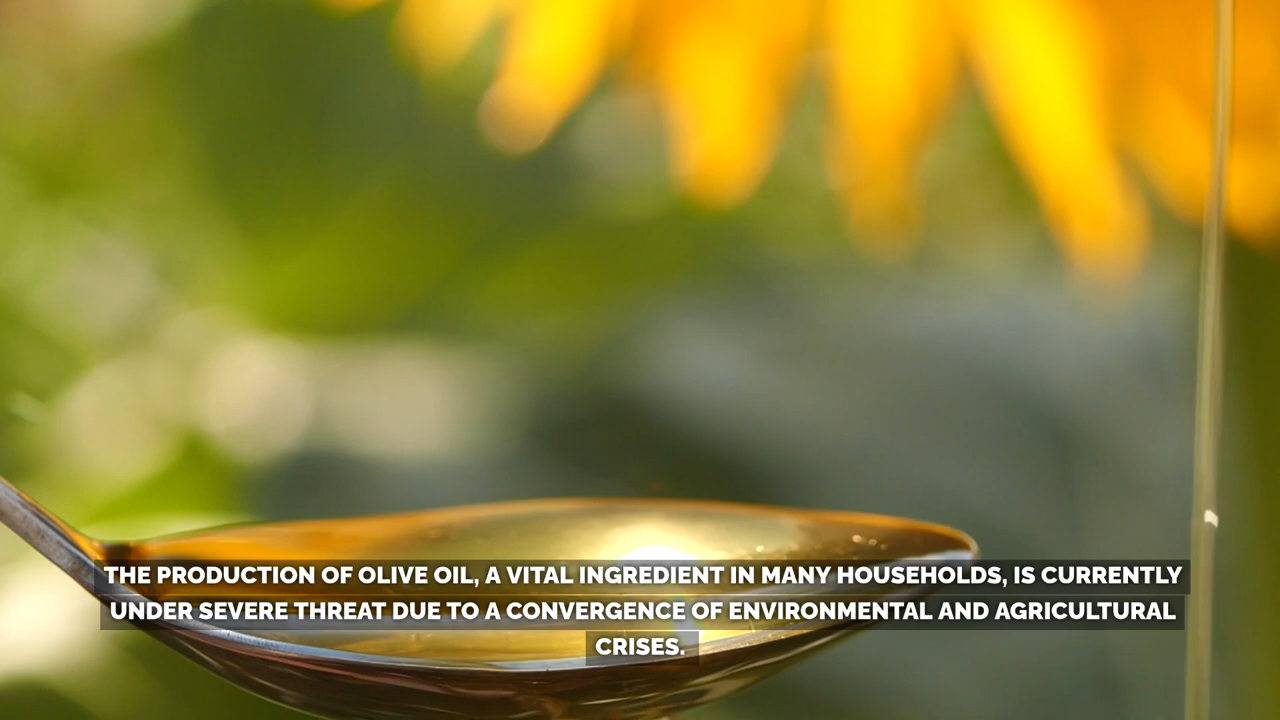 THE PRODUCTION OF OLIVE OIL, A VITAL INGREDIENT IN MANY HOUSEHOLDS, IS CURRENTLY
UNDER SEVERE THREAT DUE TO A CONVERGENCE OF ENVIRONMENTAL AND AGRICULTURAL
CRISES.